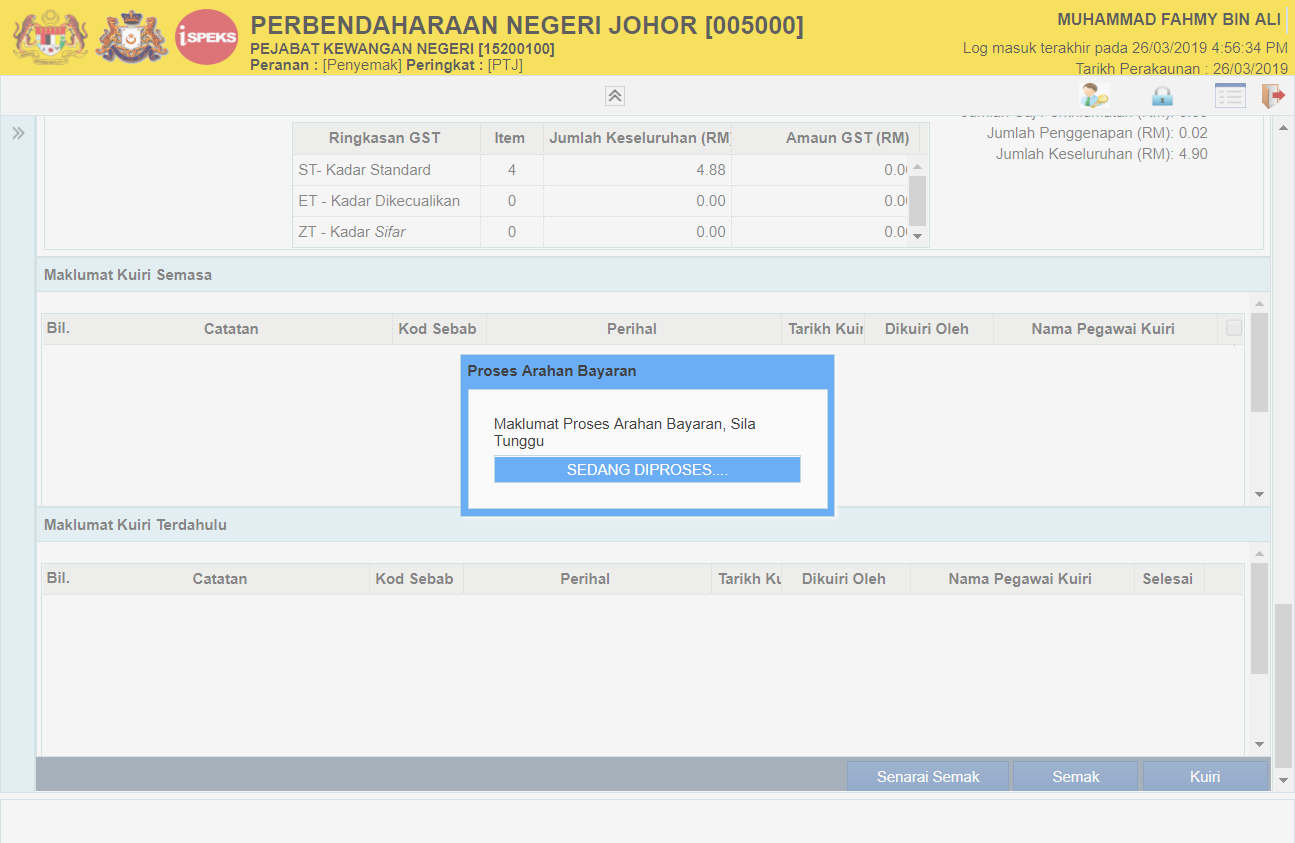 iSPEKS
PERBENDAHARAAN NEGERI JOHOR [005000]
PEJABAT KEWANGAN NEGERI [15200100]
Peranan : [Penyemak] Peringkat : [PTJ]
MUHAMMAD FAHMY BIN ALI
Log masuk terakhir pada 26/03/2019 4:56:34 PM
Tarikh Perakaunan : 26/03/2019
Jumlah Penggenapan (RM): 0.02
Jumlah Keseluruhan (RM): 4.90
Ringkasan GST Item Jumlah Keseluruhan (RM) Amaun GST (RM)
ST- Kadar Standard 4 4.88 0.0
ET - Kadar Dikecualikan 0 0.00 0.0
ZT - Kadar Sifar 0 0.00 0.0
Maklumat Kuiri Semasa
Bil. Catatan Kod Sebab Perihal Tarikh Kuir Dikuiri Oleh Nama Pegawai Kuiri
Proses Arahan Bayaran
Maklumat Proses Arahan Bayaran, Sila
Tunggu
SEDANG DIPROSES....
Maklumat Kuiri Terdahulu
Bil. Catatan Kod Sebab Perihal Tarikh Ku Dikuiri Oleh Nama Pegawai Kuiri Selesai
Senarai Semak Semak Kuiri